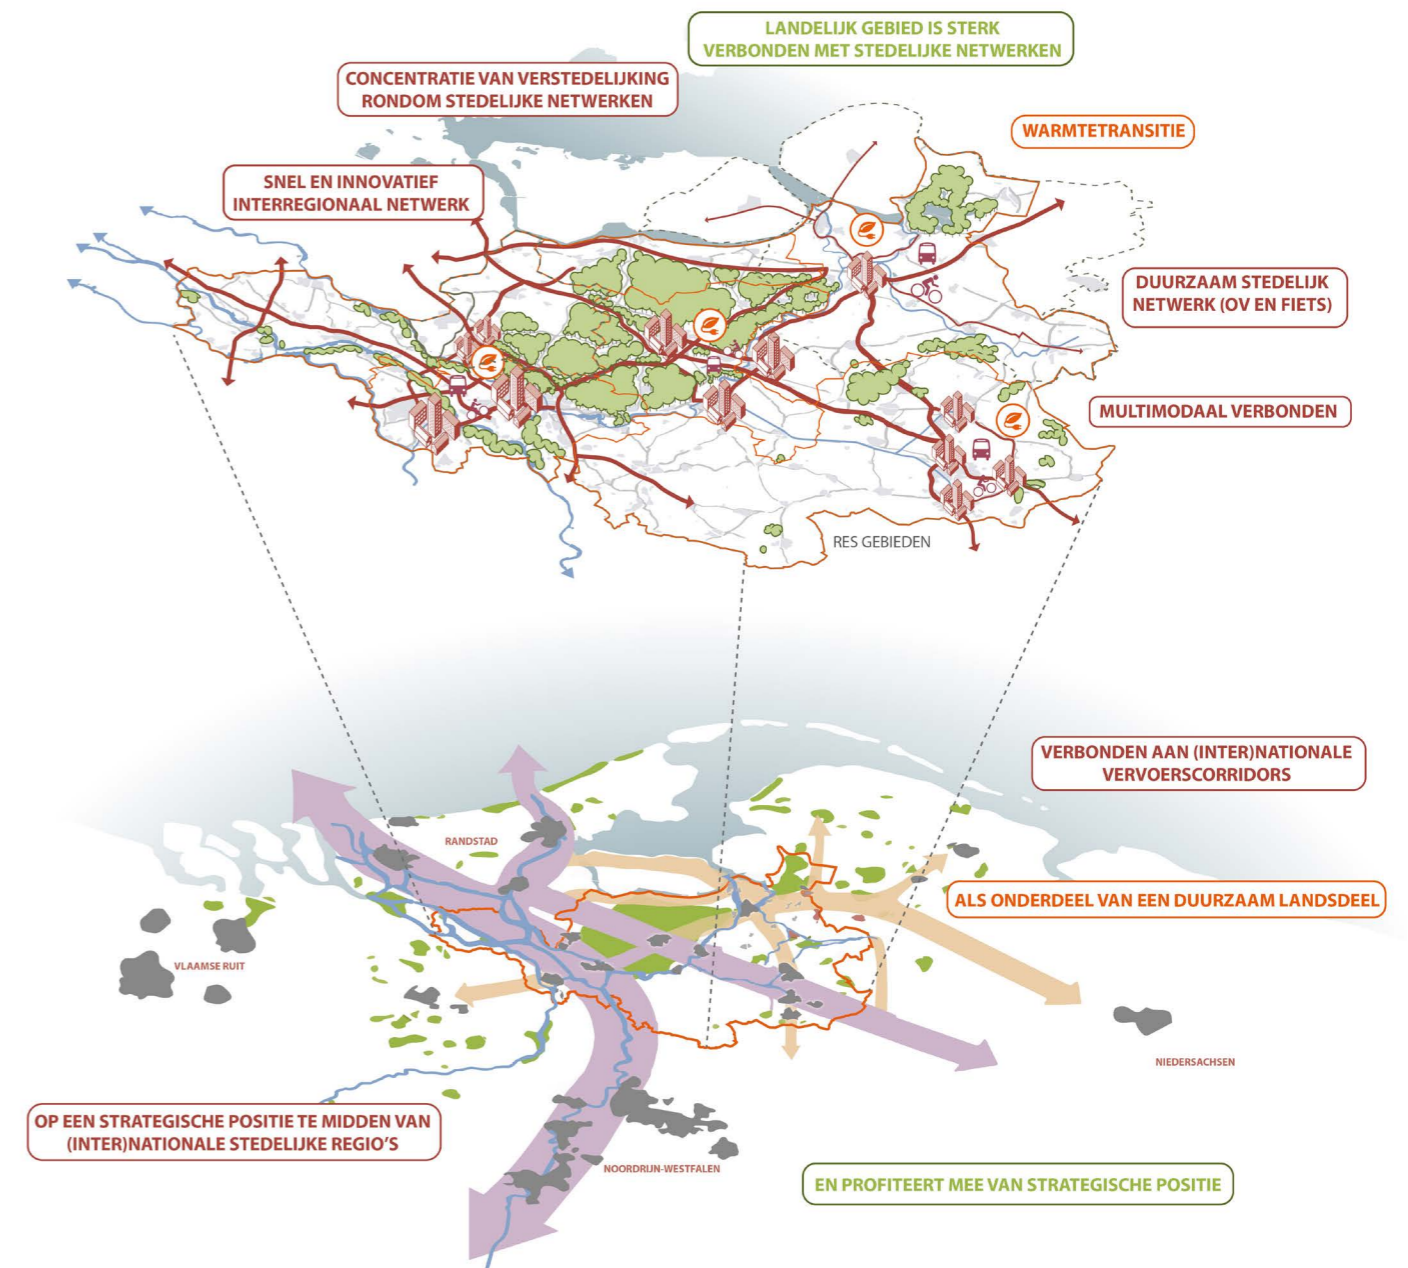 LANDELIJK GEBIED IS STERK
VERBONDEN MET STEDELIJKE NETWERKEN
CONCENTRATIE VAN VERSTEDELIJKING
RONDOM STEDELIJKE NETWERKEN
WARMTETRANSITIE
SNEL EN INNOVATIEF
INTERREGIONAAL NETWERK
DUURZAAM STEDELIJK
NETWERK (OV EN FIETS)
MULTIMODAAL VERBONDEN
RES GEBIEDEN
VERBONDEN AAN (INTER)NATIONALE
VERVOERSCORRIDORS
RANDSTAD
ALS ONDERDEEL VAN EEN DUURZAAM LANDSDEEL
VLAAMSE RUIT
NIEDERSACHSEN
OP EEN STRATEGISCHE POSITIE TE MIDDEN VAN
(INTER)NATIONALE STEDELIJKE REGIO'S
NOORDRIJN-WESTFALEN
EN PROFITEERT MEE VAN STRATEGISCHE POSITIE